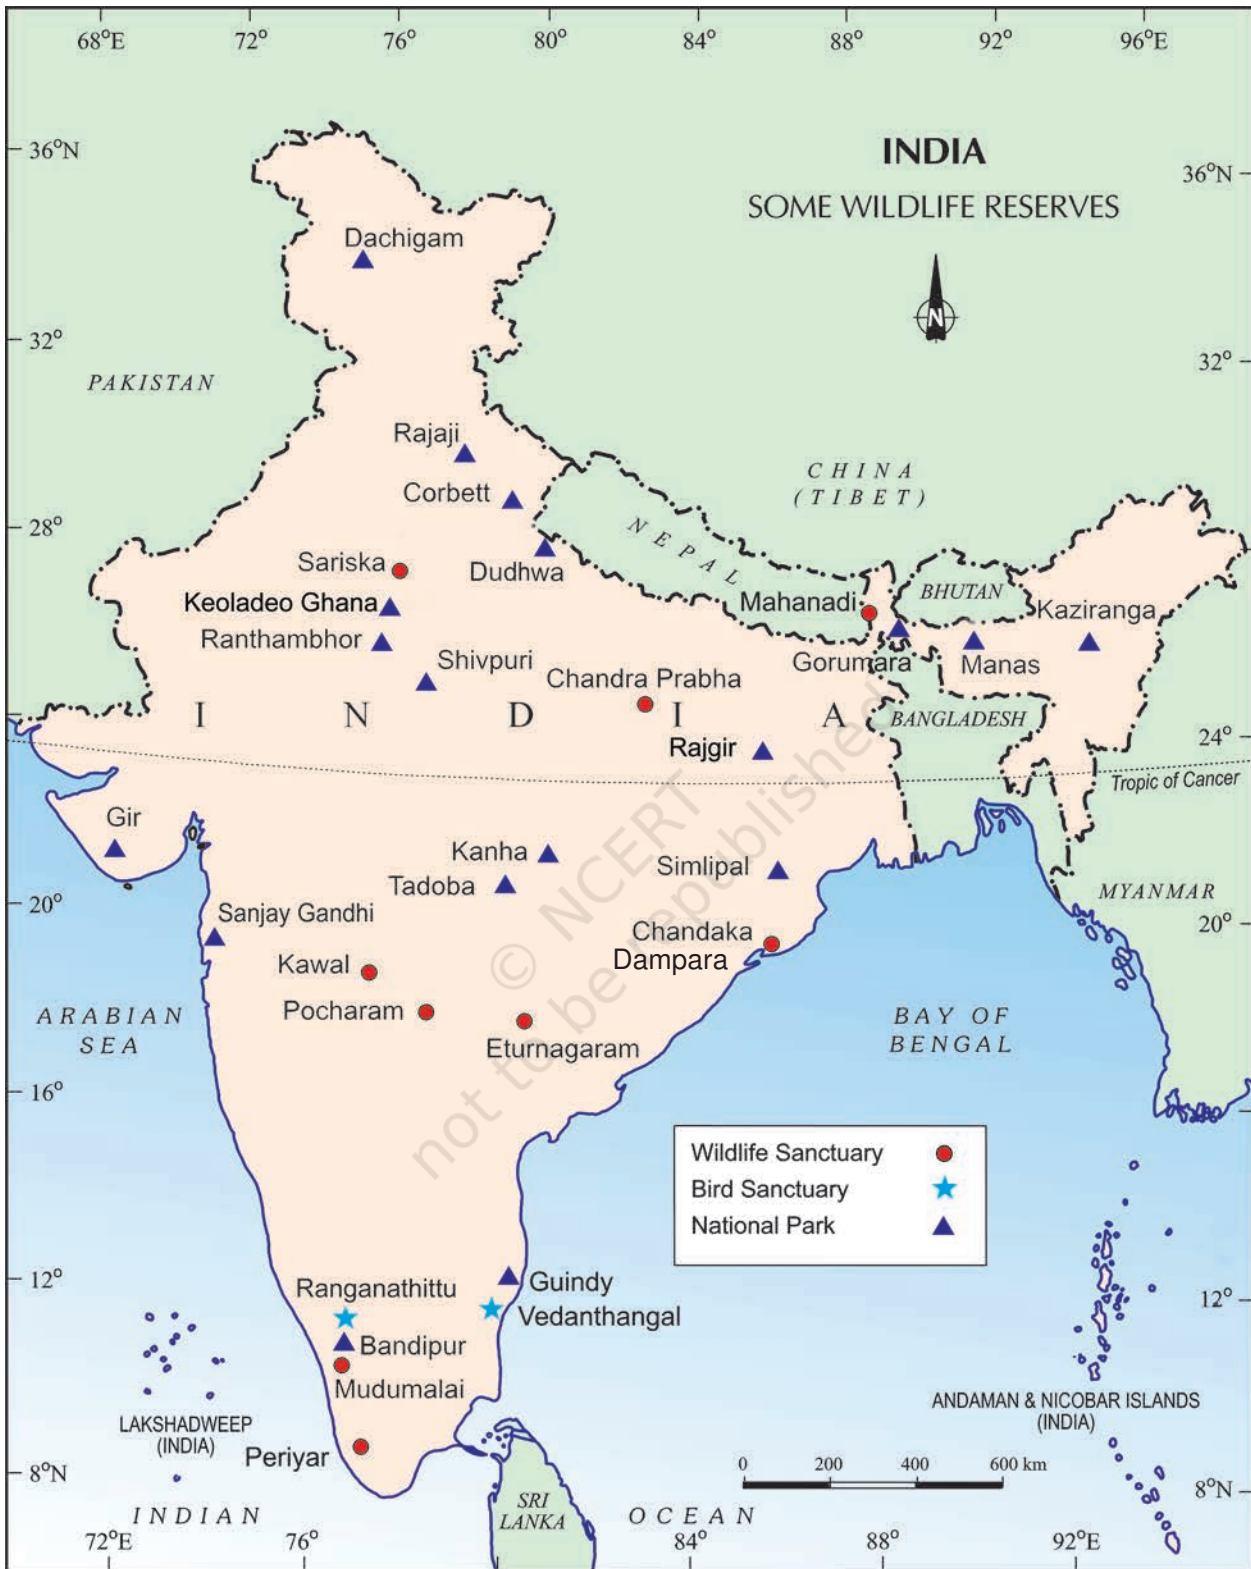 68°E 72° 76° 80° 84° 88° 92° 96°E
36°N
INDIA
36°N
SOME WILDLIFE RESERVES
Dachigam
N
32°
32°
PAKISTAN
Rajaji
CHINA
(TIBET)
Corbett
28°
28°
NEPAL
Sariska
Dudhwa
BHUTAN
Mahanadi
Keoladeo Ghana
Kaziranga
Ranthambhor
Shivpuri
Gorumara
Manas
Chandra Prabha
INDIA
BANGLADESH
Rajgir
24°
Tropic of Cancer
Gir
Kanha
Simlipal
Tadoba
MYANMAR
20°
20°
Sanjay Gandhi
Chandaka
Dampara
Kawal
Pocharam
ARABIAN
SEA
BAY OF
BENGAL
Eturnagaram
© NCERT
not to be republished
16°
Wildlife Sanctuary
Bird Sanctuary
National Park
12°
12°
Ranganathittu
Guindy
Vedanthangal
Bandipur
Mudumalai
ANDAMAN & NICOBAR ISLANDS
(INDIA)
LAKSHADWEEP
(INDIA)
Periyar
0 200 400 600 km
8°N
8°N
SRI
LANKA
INDIAN OCEAN
72°E 76° 84° 88° 92°E